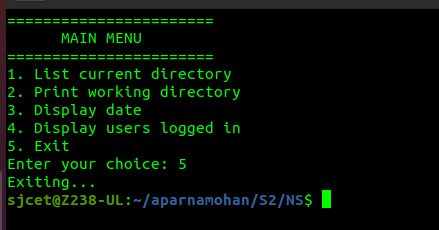 =======================
      MAIN MENU
=======================
1. List current directory
2. Print working directory
3. Display date
4. Display users logged in
5. Exit
Enter your choice: 5
Exiting...
sjcet@Z238-UL:~/aparnamohan/S2/NS$